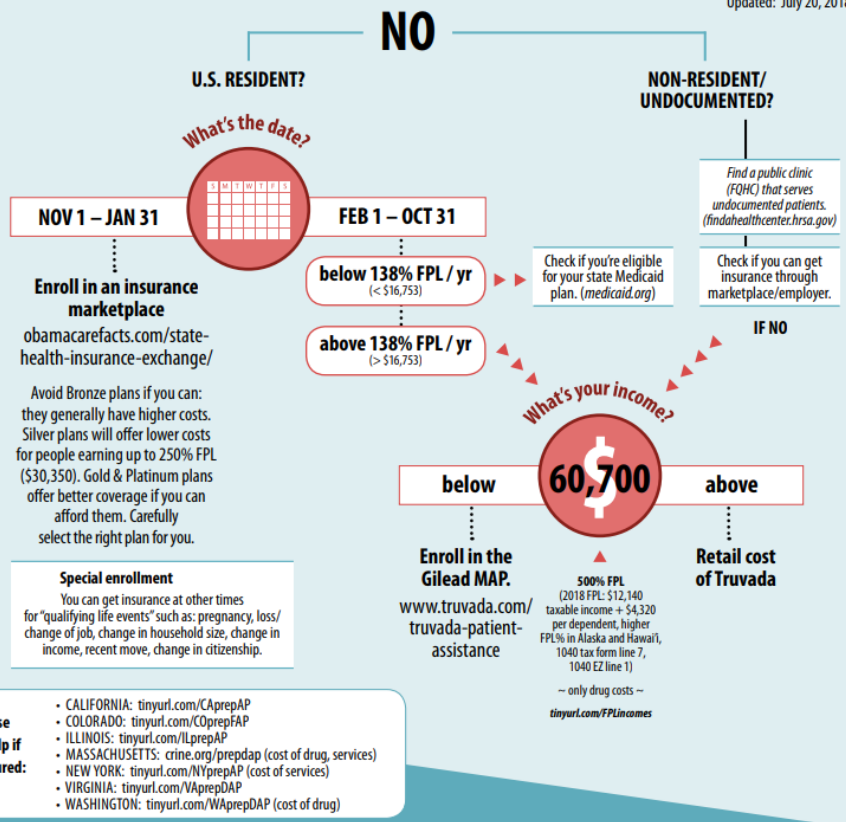 Updated: July 20, 2018
NO
U.S. RESIDENT?
NON-RESIDENT/
UNDOCUMENTED?
What's the date?
S M T W T F S
NOV 1 – JAN 31
FEB 1 – OCT 31
Enroll in an insurance
marketplace
obamacarefacts.com/state-
health-insurance-exchange/
Avoid Bronze plans if you can:
they generally have higher costs.
Silver plans will offer lower costs
for people earning up to 250% FPL
($30,350). Gold & Platinum plans
offer better coverage if you can
afford them. Carefully
select the right plan for you.
Special enrollment
You can get insurance at other times
for "qualifying life events" such as: pregnancy, loss/
change of job, change in household size, change in
income, recent move, change in citizenship.
below 138% FPL / yr
(< $16,753)
above 138% FPL / yr
(> $16,753)
Check if you're eligible
for your state Medicaid
plan. (medicaid.org)
Find a public clinic
(FQHC) that serves
undocumented patients.
(findahealthcenter.hrsa.gov)
Check if you can get
insurance through
marketplace/employer.
IF NO
What's your income?
$
60,700
below
above
Enroll in the
Gilead MAP.
www.truvada.com/
truvada-patient-
assistance
500% FPL
(2018 FPL: $12,140
taxable income + $4,320
per dependent, higher
FPL% in Alaska and Hawai'i,
1040 tax form line 7,
1040 EZ line 1)
~ only drug costs ~
tinyurl.com/FPLincomes
Retail cost
of Truvada
• CALIFORNIA: tinyurl.com/CAprepAP
• COLORADO: tinyurl.com/COprepFAP
• ILLINOIS: tinyurl.com/ILprepAP
• MASSACHUSETTS: crine.org/prepdap (cost of drug, services)
• NEW YORK: tinyurl.com/NYprepAP (cost of services)
• VIRGINIA: tinyurl.com/VAprepDAP
• WASHINGTON: tinyurl.com/WAprepDAP (cost of drug)